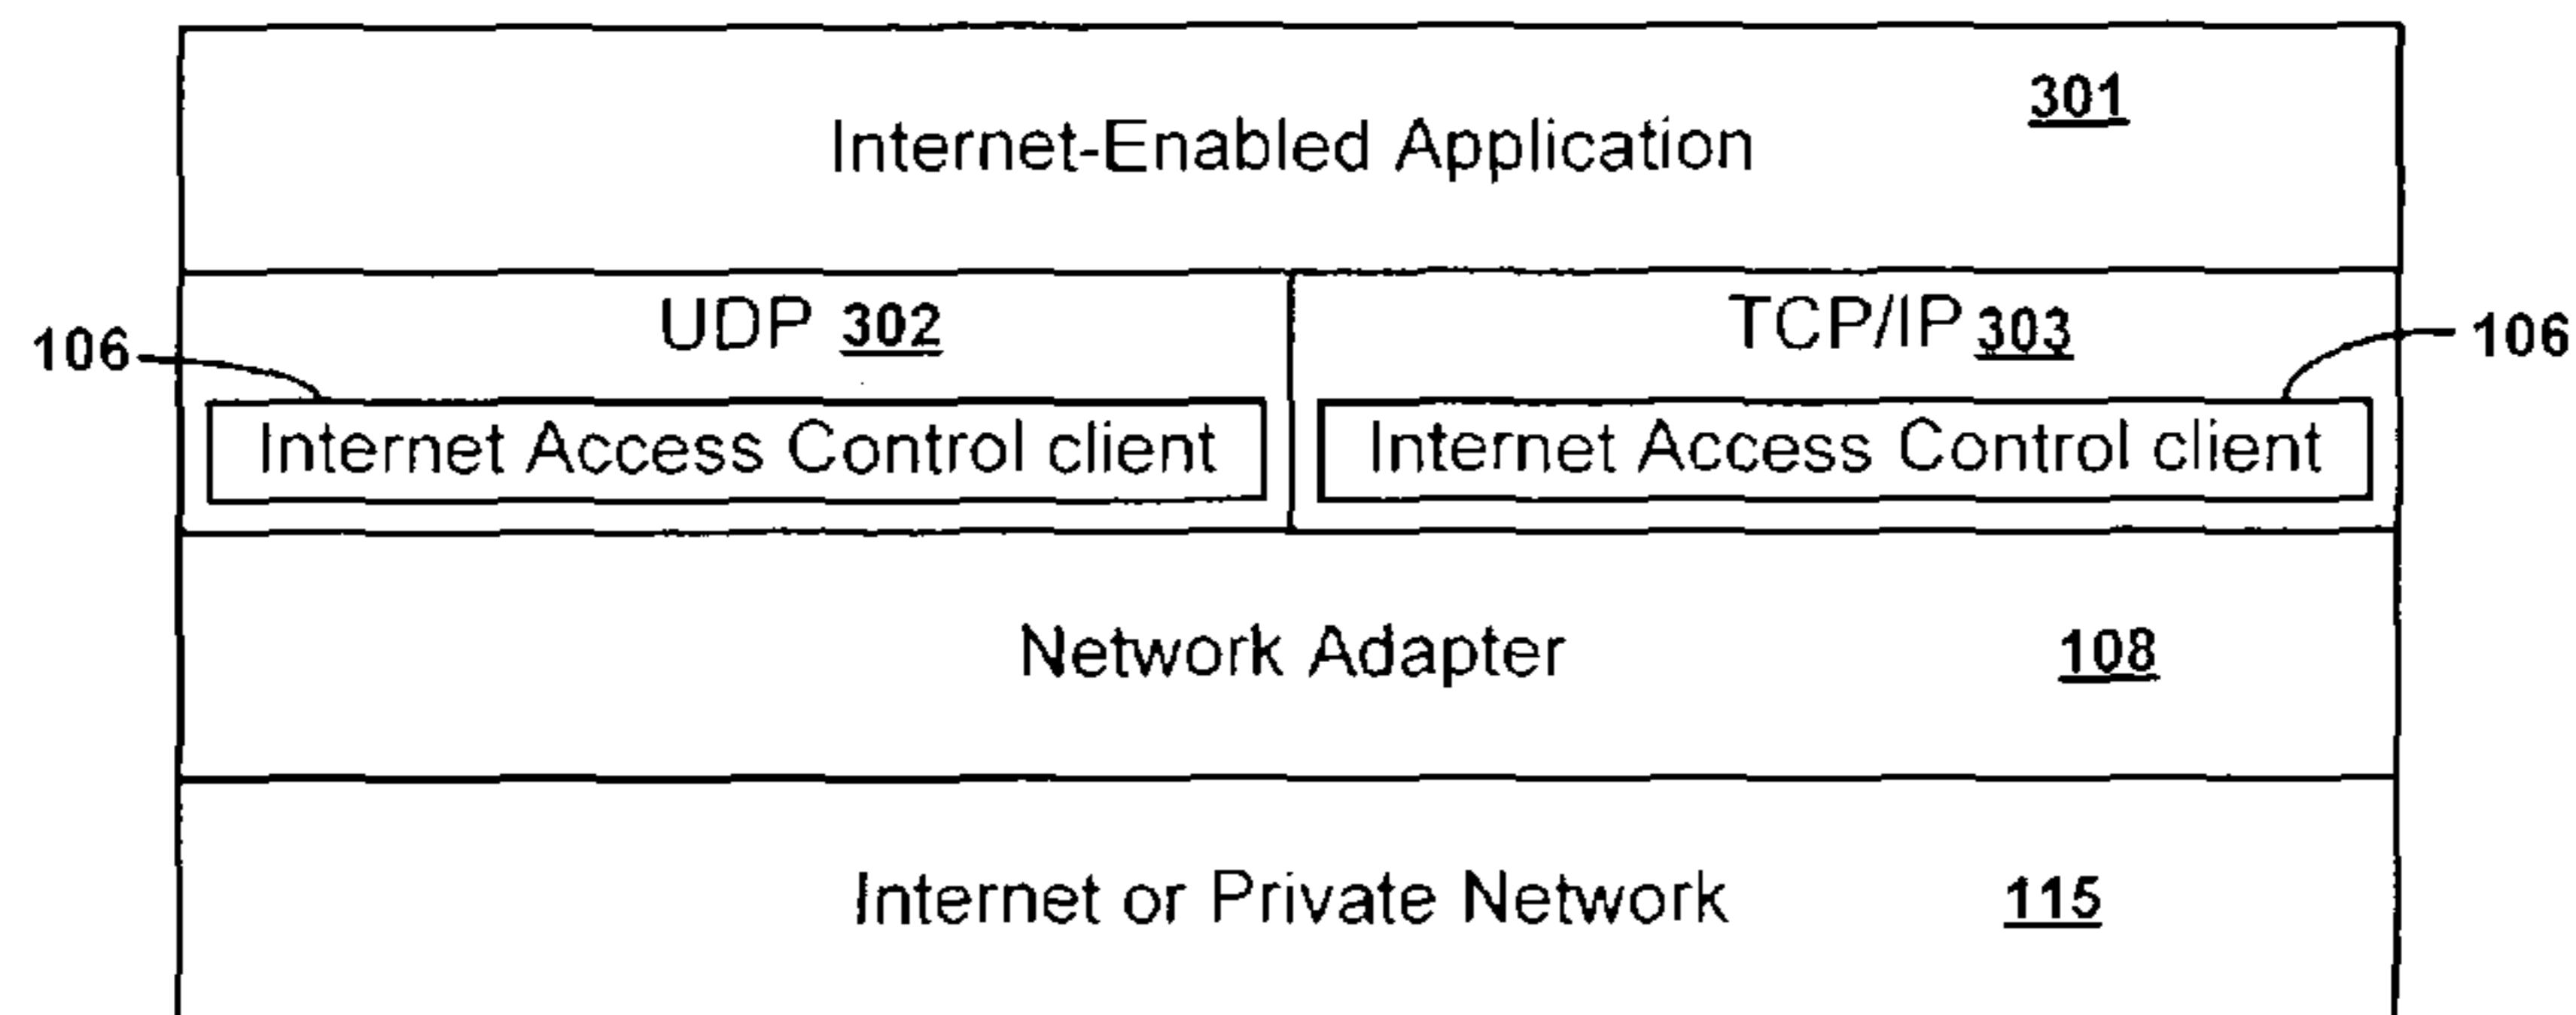 Internet-Enabled Application 301
UDP 302
TCP/IP 303
106
106
Internet Access Control client
Internet Access Control client
Network Adapter 108
Internet or Private Network 115